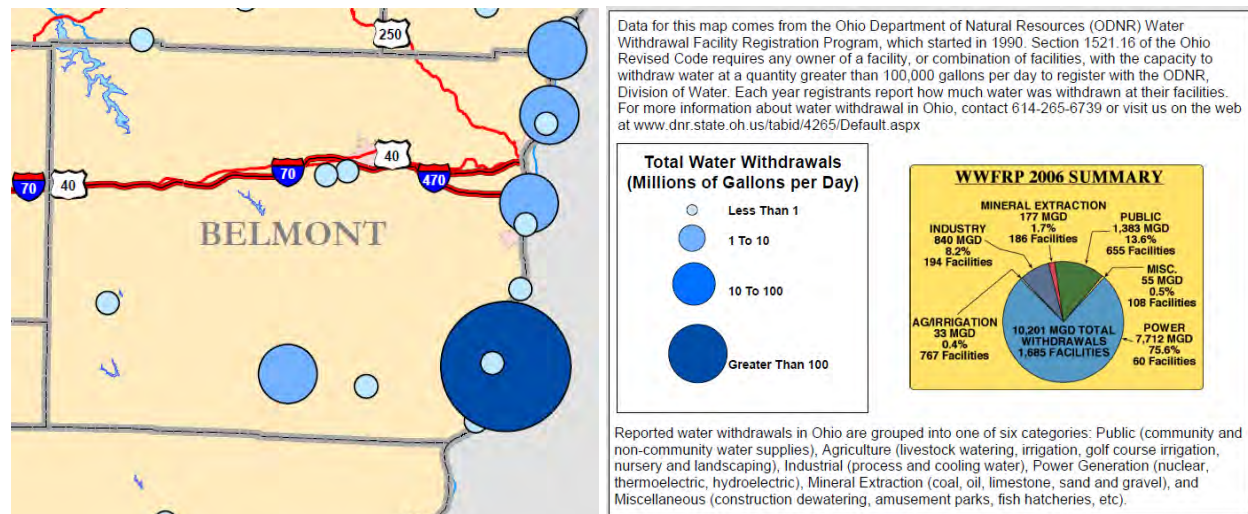 250
40
70
470
70
40
BELMONT
Data for this map comes from the Ohio Department of Natural Resources (ODNR) Water
Withdrawal Facility Registration Program, which started in 1990. Section 1521.16 of the Ohio
Revised Code requires any owner of a facility, or combination of facilities, with the capacity to
withdraw water at a quantity greater than 100,000 gallons per day to register with the ODNR,
Division of Water. Each year registrants report how much water was withdrawn at their facilities.
For more information about water withdrawal in Ohio, contact 614-265-6739 or visit us on the web
at www.dnr.state.oh.us/tabid/4265/Default.aspx
Total Water Withdrawals
(Millions of Gallons per Day)
Less Than 1
1 To 10
10 To 100
Greater Than 100
WWFRP 2006 SUMMARY
MINERAL EXTRACTION
177 MGD
1.7%
186 Facilities
PUBLIC
1,383 MGD
13.6%
655 Facilities
INDUSTRY
840 MGD
8.2%
194 Facilities
MISC.
55 MGD
0.5%
108 Facilities
AG/IRRIGATION
33 MGD
0.4%
767 Facilities
10,201 MGD TOTAL
WITHDRAWALS
1,685 FACILITIES
POWER
7,712 MGD
75.6%
60 Facilities
Reported water withdrawals in Ohio are grouped into one of six categories: Public (community and
non-community water supplies), Agriculture (livestock watering, irrigation, golf course irrigation,
nursery and landscaping), Industrial (process and cooling water), Power Generation (nuclear,
thermoelectric, hydroelectric), Mineral Extraction (coal, oil, limestone, sand and gravel), and
Miscellaneous (construction dewatering, amusement parks, fish hatcheries, etc).